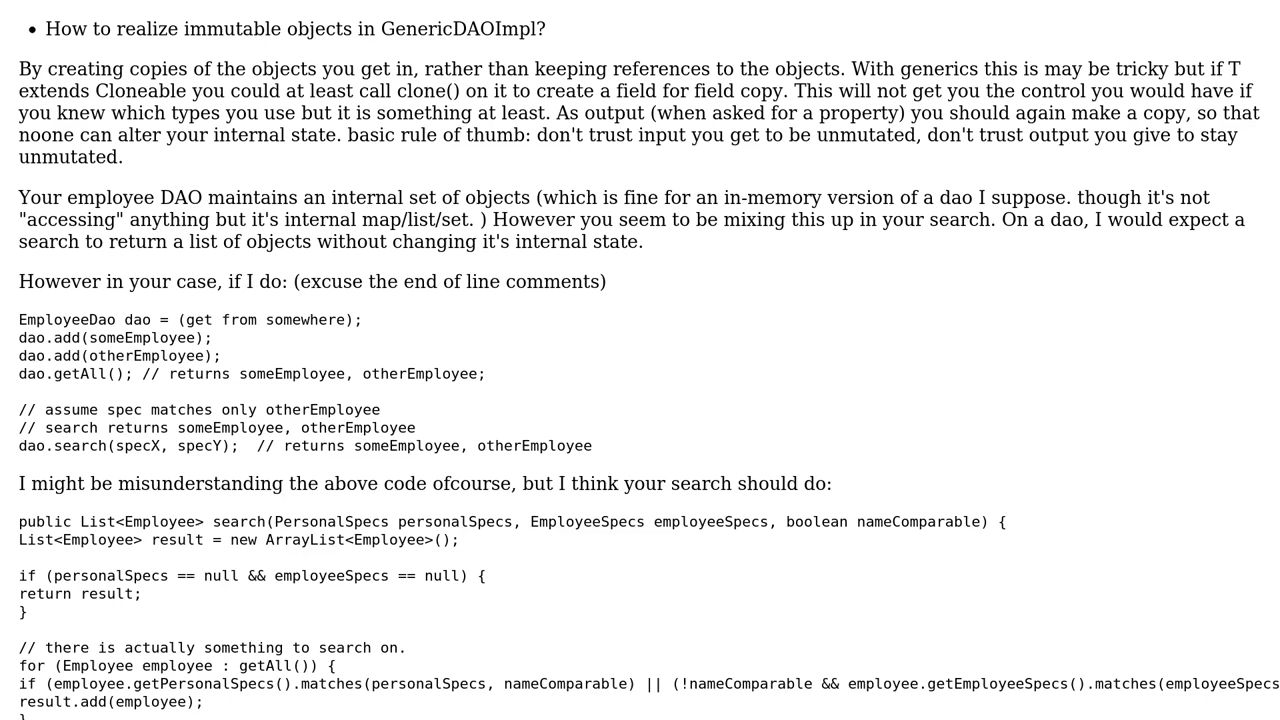 • How to realize immutable objects in GenericDAOImpl?
By creating copies of the objects you get in, rather than keeping references to the objects. With generics this is may be tricky but if T
extends Cloneable you could at least call clone() on it to create a field for field copy. This will not get you the control you would have if
you knew which types you use but it is something at least. As output (when asked for a property) you should again make a copy, so that
noone can alter your internal state. basic rule of thumb: don't trust input you get to be unmutated, don't trust output you give to stay
unmutated.
Your employee DAO maintains an internal set of objects (which is fine for an in-memory version of a dao I suppose. though it's not
"accessing" anything but it's internal map/list/set. ) However you seem to be mixing this up in your search. On a dao, I would expect a
search to return a list of objects without changing it's internal state.
However in your case, if I do: (excuse the end of line comments)
EmployeeDao dao = (get from somewhere);
dao.add(someEmployee);
dao.add(otherEmployee);
dao.getAll(); // returns someEmployee, otherEmployee;
// assume spec matches only otherEmployee
// search returns someEmployee, otherEmployee
dao.search(specX, specY);  // returns someEmployee, otherEmployee
I might be misunderstanding the above code ofcourse, but I think your search should do:
public List<Employee> search(PersonalSpecs personalSpecs, EmployeeSpecs employeeSpecs, boolean nameComparable) {
List<Employee> result = new ArrayList<Employee>();
if (personalSpecs == null && employeeSpecs == null) {
return result;
}
// there is actually something to search on.
for (Employee employee : getAll()) {
if (employee.getPersonalSpecs().matches(personalSpecs, nameComparable) || (!nameComparable && employee.getEmployeeSpecs().matches(employeeSpecs
result.add(employee);
}